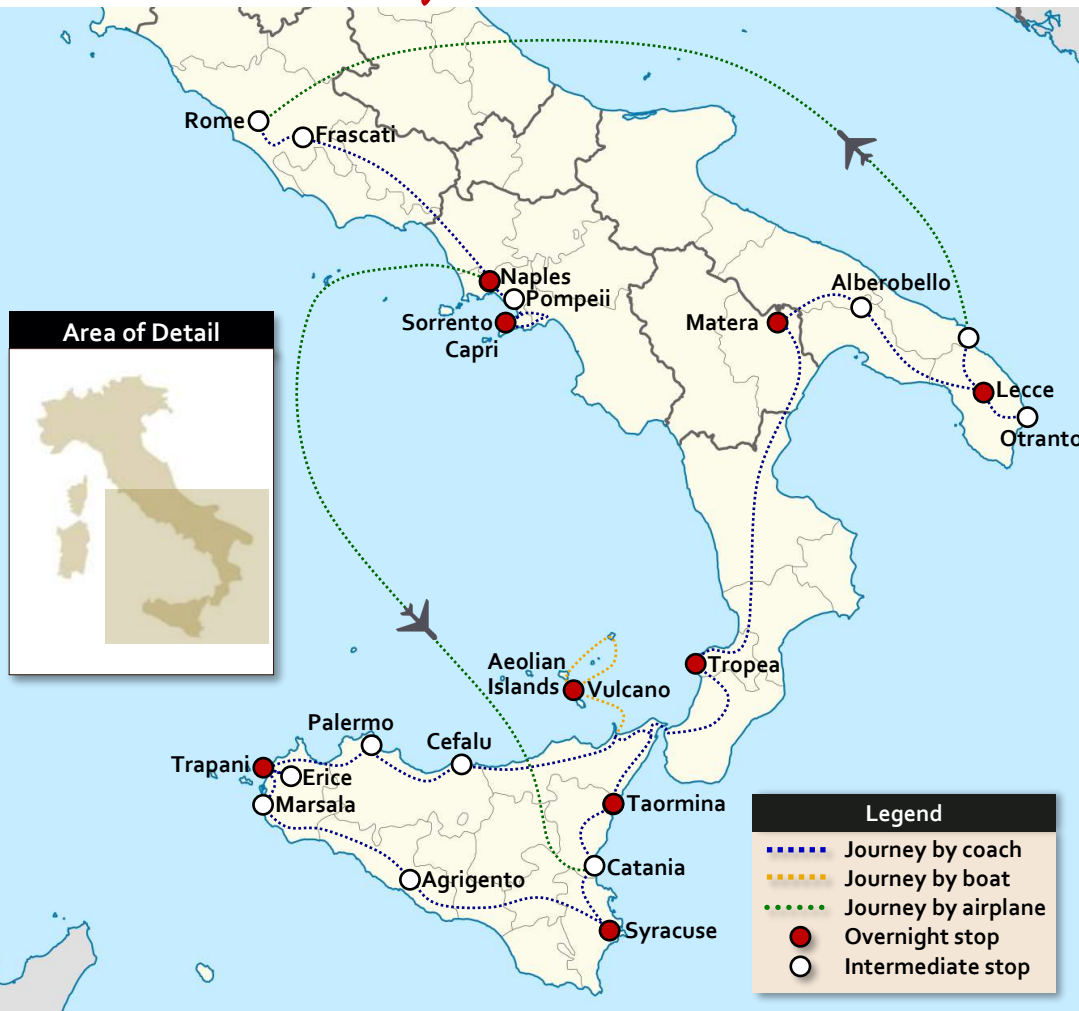 Rome
Frascati
Naples
Pompeii
Sorrento
Capri
Alberobello
Matera
Lecce
Otranto
Area of Detail
Aeolian
Islands
Vulcano
Tropea
Palermo
Cefalu
Trapani
Erice
Marsala
Taormina
Catania
Agrigento
Syracuse
Legend
Journey by coach
Journey by boat
Journey by airplane
Overnight stop
Intermediate stop